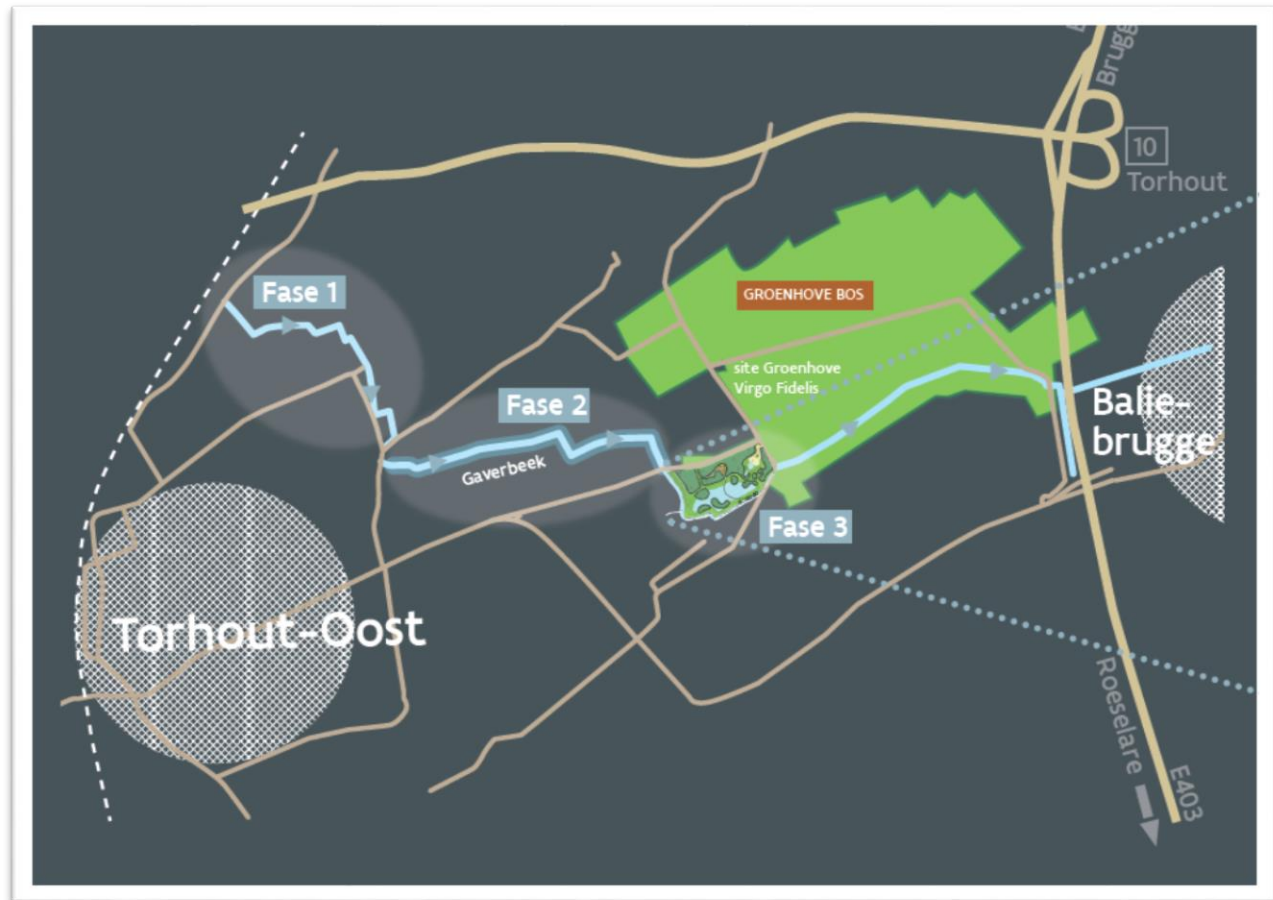 Brugg
10
Torhout
Fase 1
GROENHOVE BOS
site Groenhove
Virgo Fidelis
Fase 2
Gaverbeek
Balie-
brugge
Fase 3
Torhout-Oost
Roeselare
E403